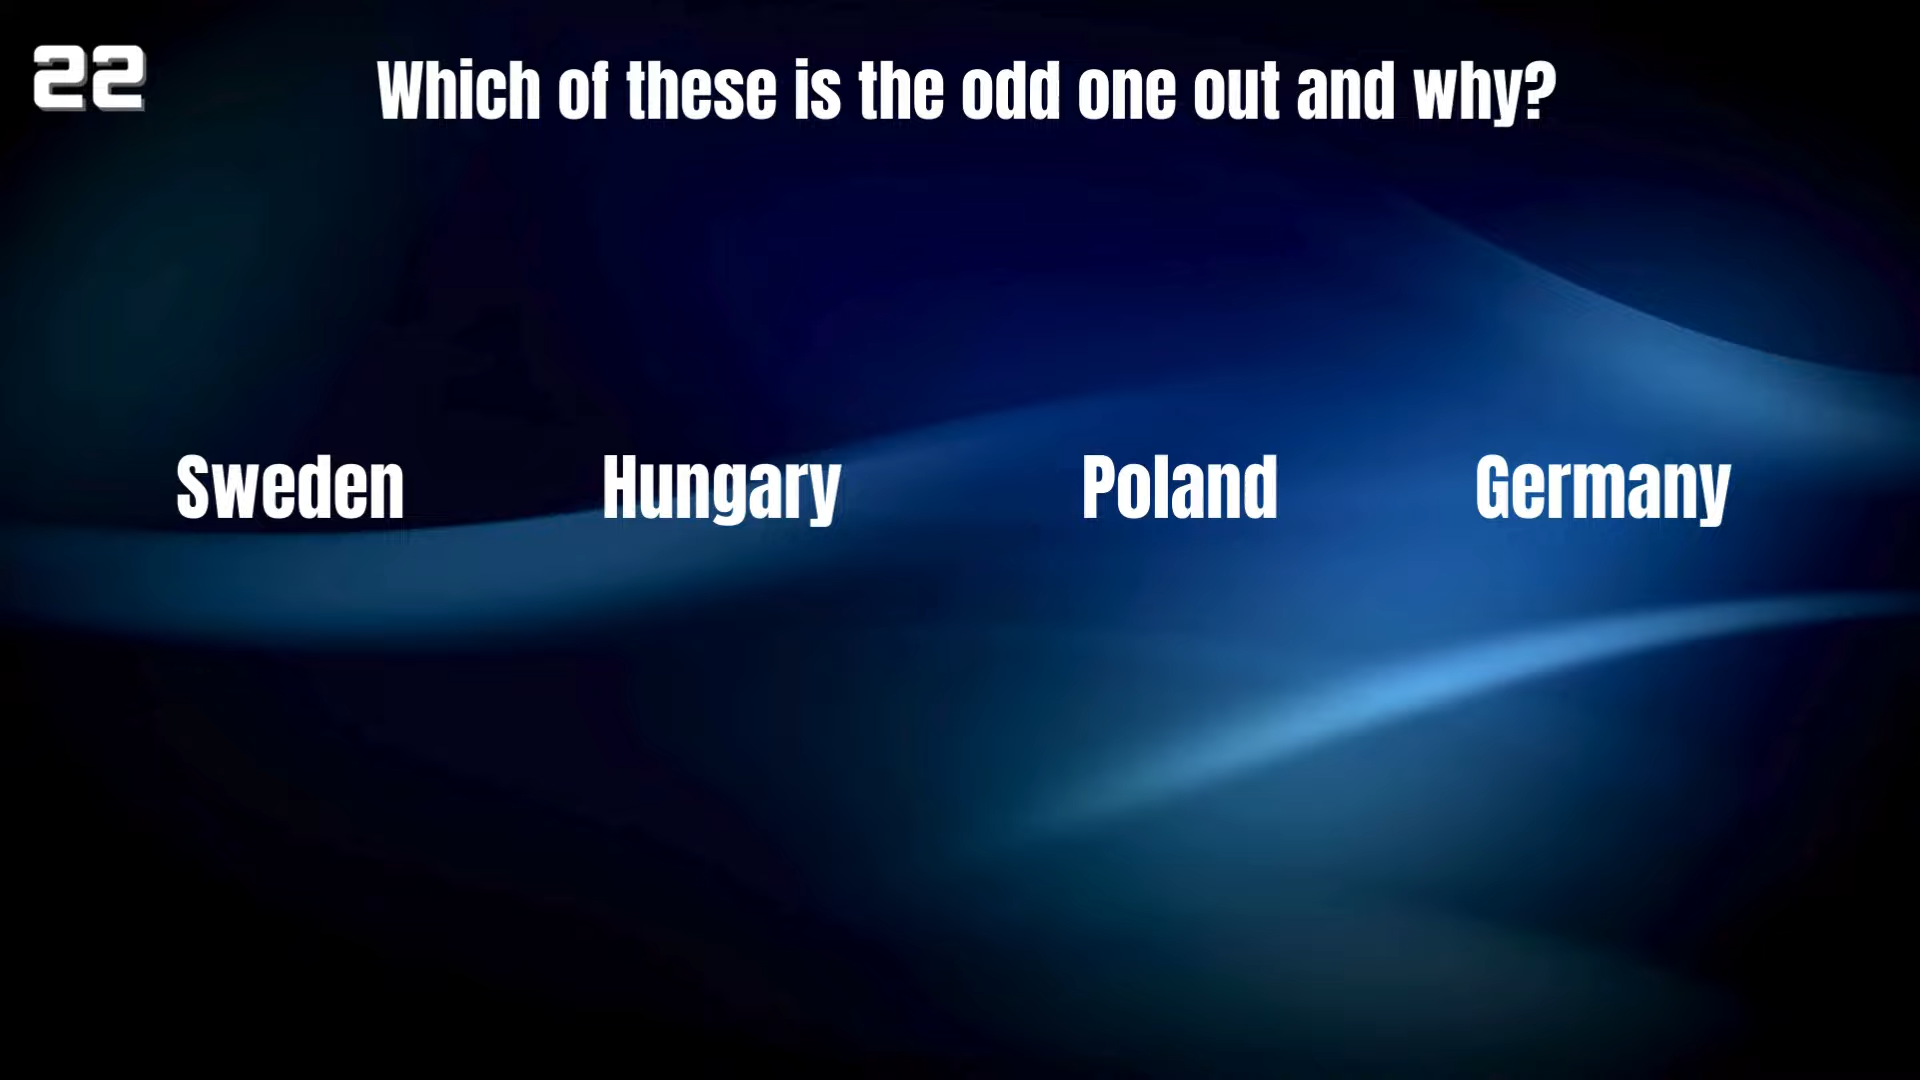 22
Which of these is the odd one out and why?
Sweden Hungary Poland Germany